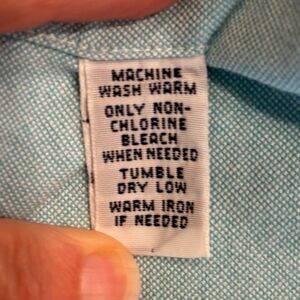 MACHINE
WASH WARM
ONLY NON-
CHLORINE
BLEACH
WHEN NEEDED
TUMBLE
DRY LOW
WARM IRON
IF NEEDED